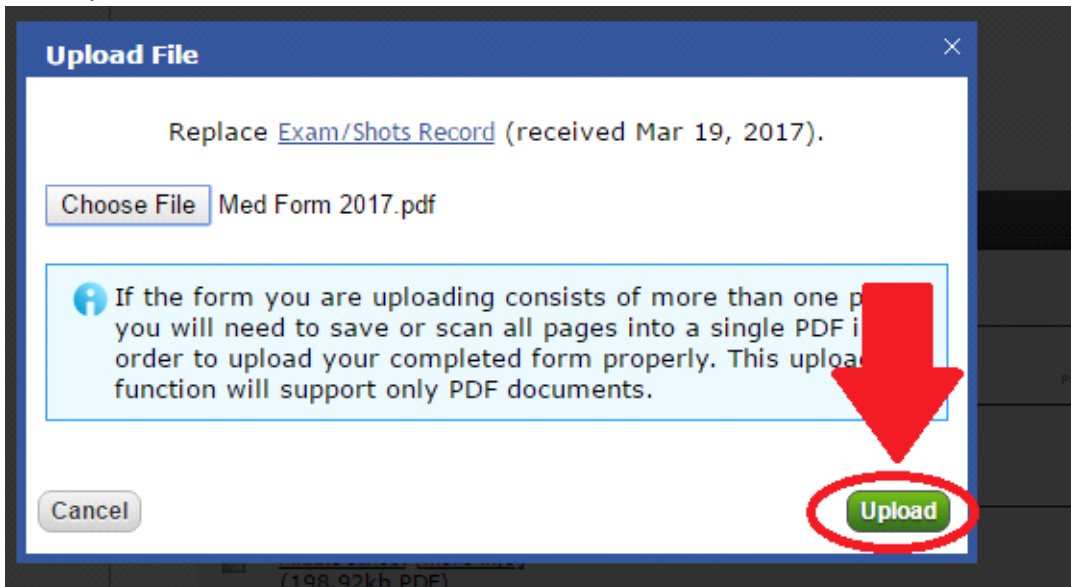 Upload File
Replace Exam/Shots Record (received Mar 19, 2017).
Choose File Med Form 2017.pdf
If the form you are uploading consists of more than one
you will need to save or scan all pages into a single PDF
order to upload your completed form properly. This
function will support only PDF documents.
Cancel
Upload
(198.92kb PDF)